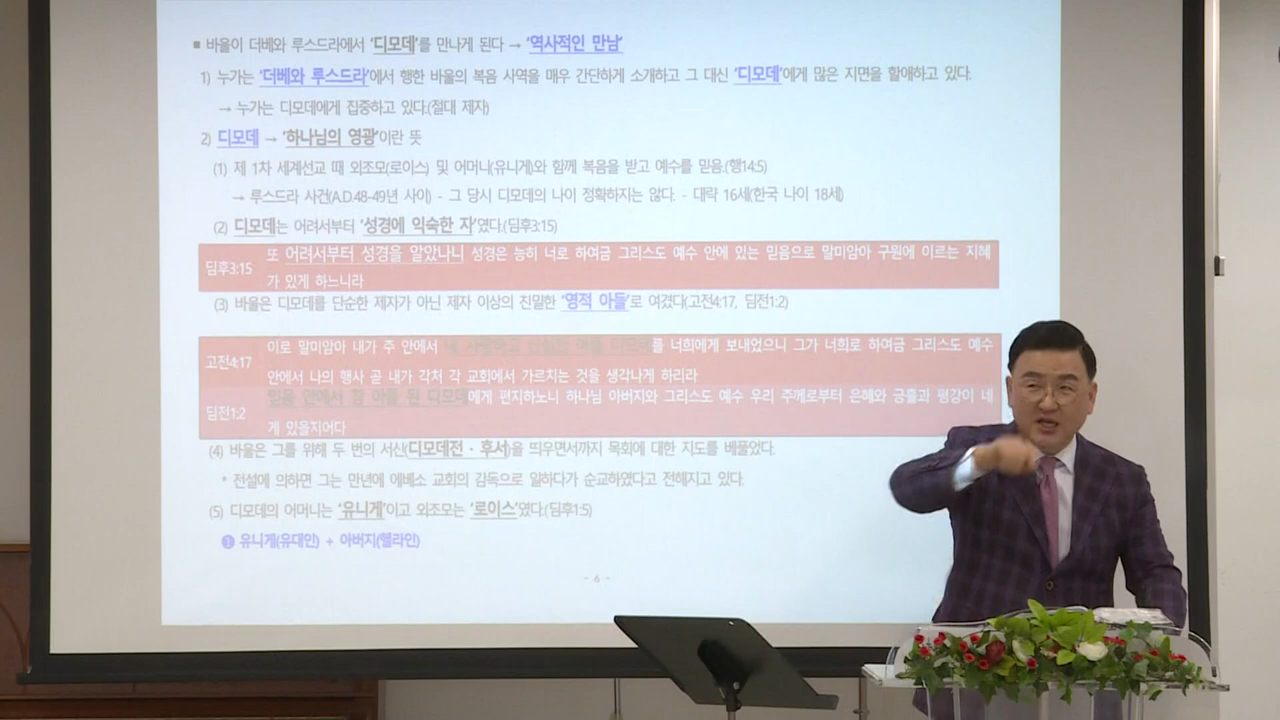 ■ 바울이 더베와 루스드라에서 '디모데'를 만나게 된다 → '역사적인 만남'
1) 누가는 '더베와 루스드라'에서 행한 바울의 복음 사역을 매우 간단하게 소개하고 그 대신 '디모데'에게 많은 지면을 할애하고 있다.
→ 누가는 디모데에게 집중하고 있다.(절대 제자)
2) 디모데 → '하나님의 영광'이란 뜻
(1) 제 1차 세계선교 때 외조모(로이스) 및 어머니(유니게)와 함께 복음을 받고 예수를 믿음.(행14:5)
→ 루스드라 사건(A.D.48-49년 사이) - 그 당시 디모데의 나이 정확하지는 않다. - 대략 16세(한국 나이 18세)
(2) 디모데는 어려서부터 '성경에 익숙한 자'였다.(딤후3:15)
딤후3:15 또 어려서부터 성경을 알았나니 성경은 능히 너로 하여금 그리스도 예수 안에 있는 믿음으로 말미암아 구원에 이르는 지혜
가 있게 하느니라
(3) 바울은 디모데를 단순한 제자가 아닌 제자 이상의 친밀한 '영적 아들'로 여겼다(고전4:17, 딤전1:2)
고전4:17 이로 말미암아 내가 주 안에서 내 사랑하고 신실한 아들 디모데를 너희에게 보내었으니 그가 너희로 하여금 그리스도 예수
안에서 나의 행사 곧 내가 각처 각 교회에서 가르치는 것을 생각나게 하리라
딤전1:2 믿음 안에서 참 아들 된 디모데에게 편지하노니 하나님 아버지와 그리스도 예수 우리 주께로부터 은혜와 긍휼과 평강이 네
게 있을지어다
(4) 바울은 그를 위해 두 번의 서신(디모데전 · 후서)을 띄우면서까지 목회에 대한 지도를 베풀었다.
* 전설에 의하면 그는 만년에 에베소 교회의 감독으로 일하다가 순교하였다고 전해지고 있다.
(5) 디모데의 어머니는 '유니게'이고 외조모는 '로이스'였다.(딤후1:5)
❶ 유니게(유대인) + 아버지(헬라인)
- 6 -